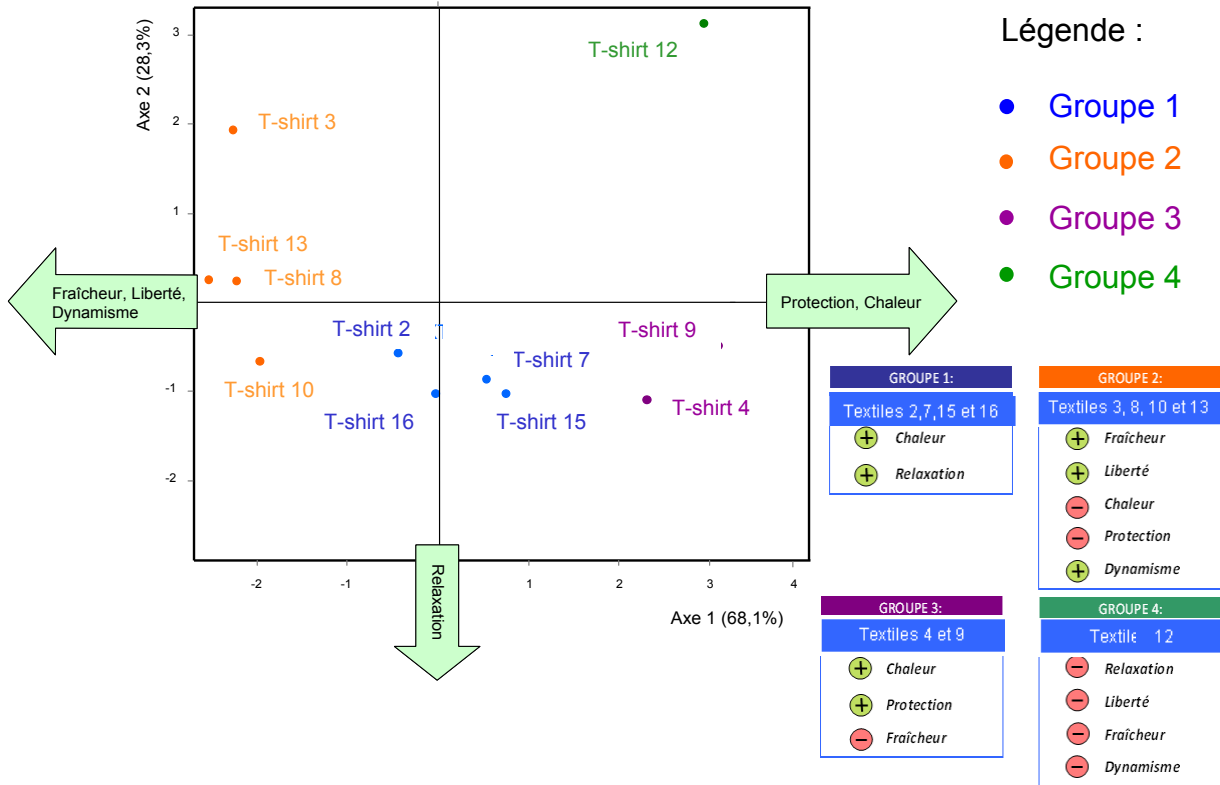 Axe 2 (28,3%)
3
2
1
-1
-2
T-shirt 12
T-shirt 3
T-shirt 13
T-shirt 8
Fraîcheur, Liberté,
Dynamisme
Protection, Chaleur
T-shirt 2
T-shirt 9
T-shirt 7
T-shirt 10
T-shirt 16
T-shirt 15
T-shirt 4
Relaxation
-2
-1
1
2
3
4
Axe 1 (68,1%)
Légende :
Groupe 1
Groupe 2
Groupe 3
Groupe 4
GROUPE 1:
Textiles 2,7,15 et 16
+ Chaleur
+ Relaxation
GROUPE 2:
Textiles 3, 8, 10 et 13
+ Fraîcheur
+ Liberté
− Chaleur
− Protection
+ Dynamisme
GROUPE 3:
Textiles 4 et 9
+ Chaleur
+ Protection
− Fraîcheur
GROUPE 4:
Textile 12
− Relaxation
− Liberté
− Fraîcheur
− Dynamisme